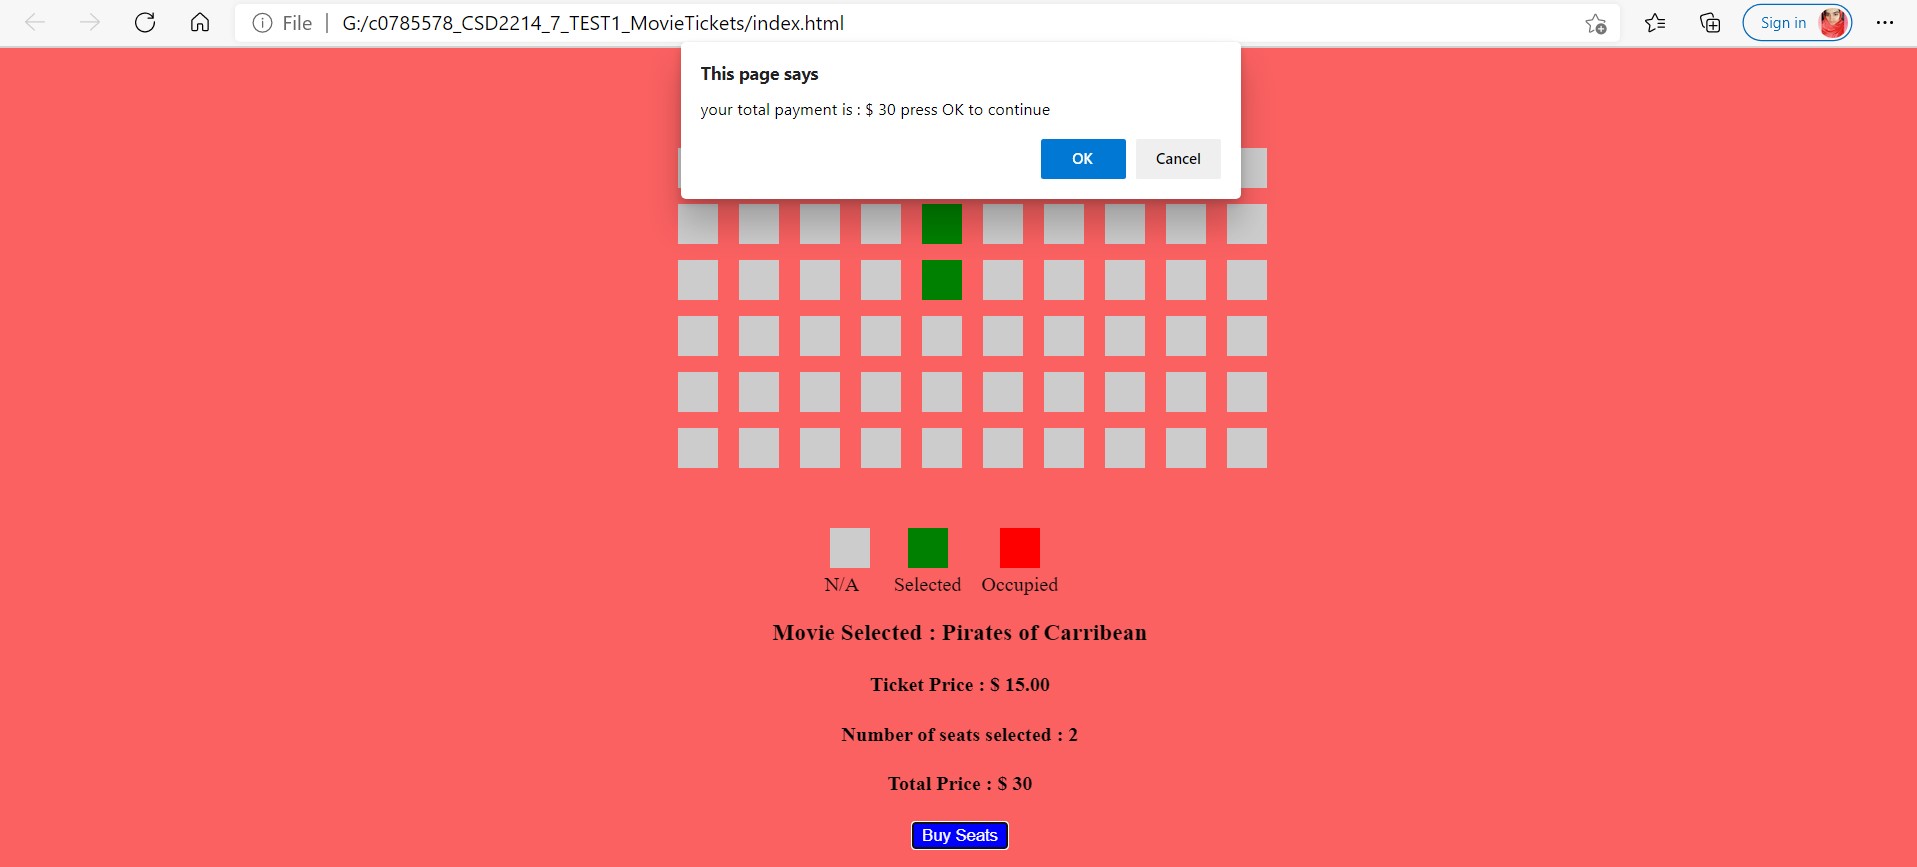 File | G:/c0785578_CSD2214_7_TEST1_MovieTickets/index.html
Sign in
This page says
your total payment is : $ 30 press OK to continue
OK Cancel
N/A Selected Occupied
Movie Selected : Pirates of Carribean
Ticket Price : $ 15.00
Number of seats selected : 2
Total Price : $ 30
Buy Seats